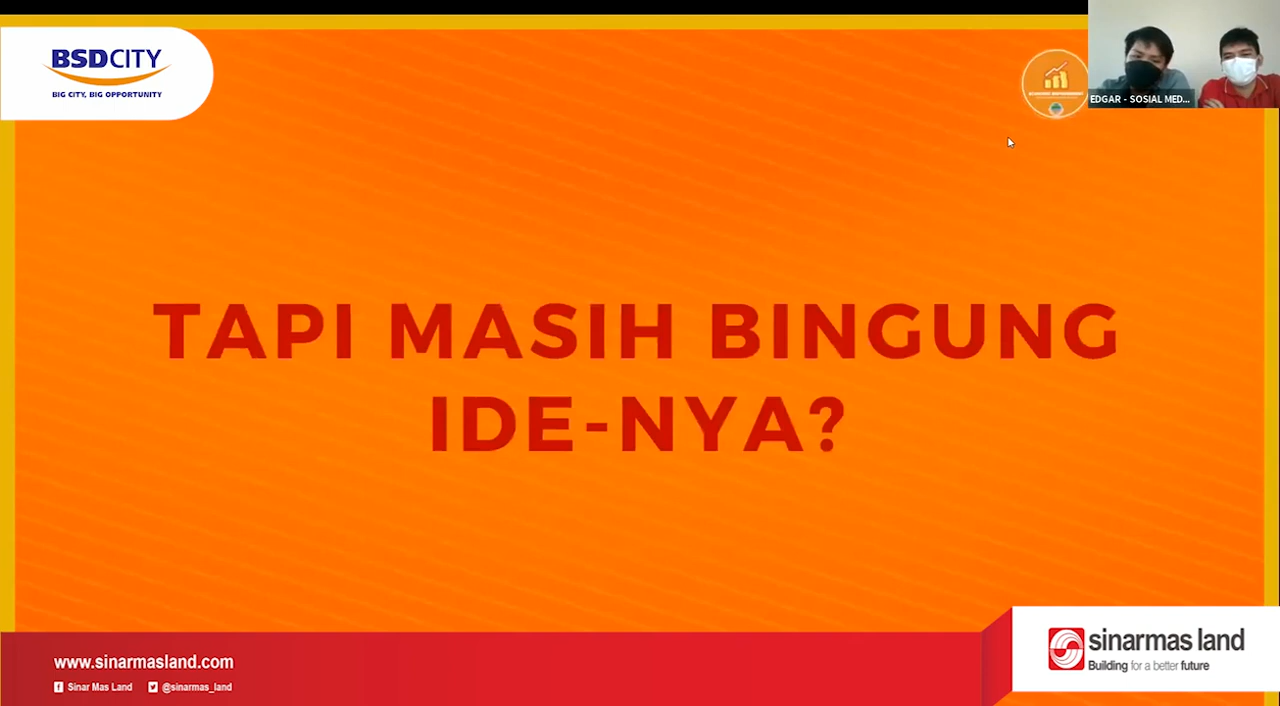 BSDCITY
BIG CITY, BIG OPPORTUNITY
EDGAR - SOSIAL MED...
TAPI MASIH BINGUNG
IDE-NYA?
www.sinarmasland.com
Sinar Mas Land @sinarmas_land
sinarmas land
Building for a better future